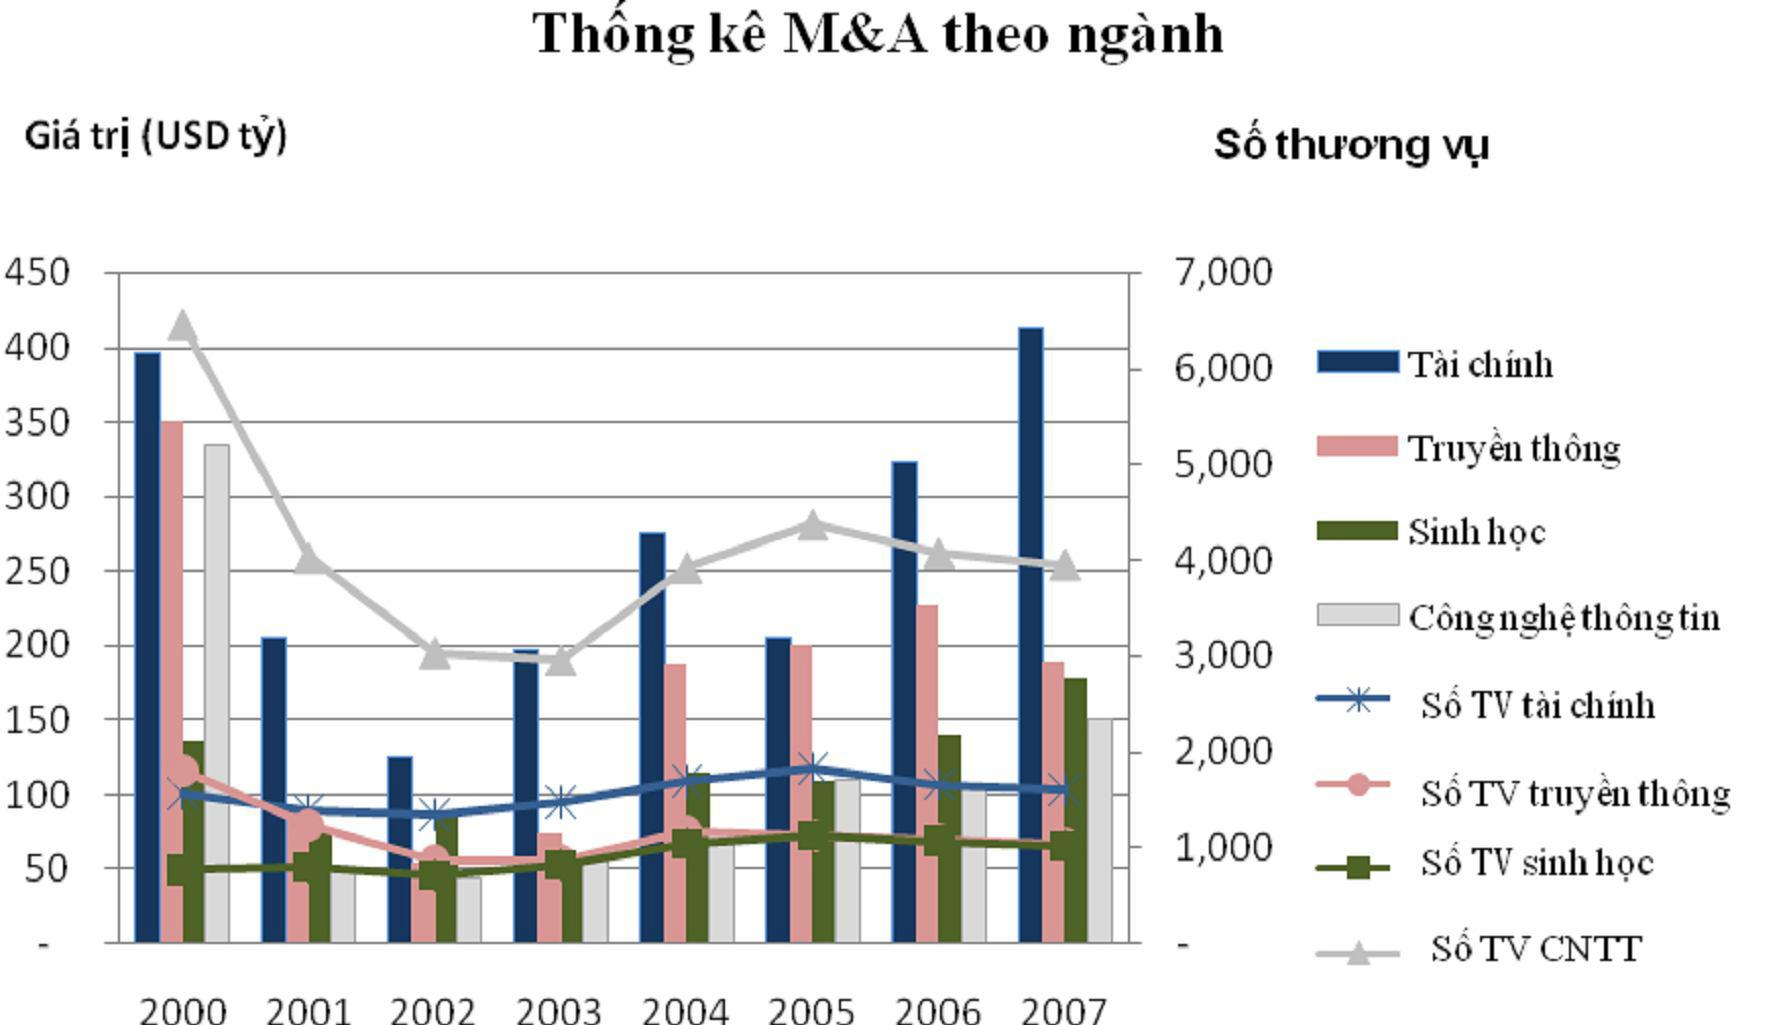 Thống kê M&A theo ngành
Giá trị (USD tỷ)
Số thương vụ
450
400
350
300
250
200
150
100
50
-
7,000
6,000
5,000
4,000
3,000
2,000
1,000
-
2000 2001 2002 2003 2004 2005 2006 2007
Tài chính
Truyền thông
Sinh học
Công nghệ thông tin
Số TV tài chính
Số TV truyền thông
Số TV sinh học
Số TV CNTT